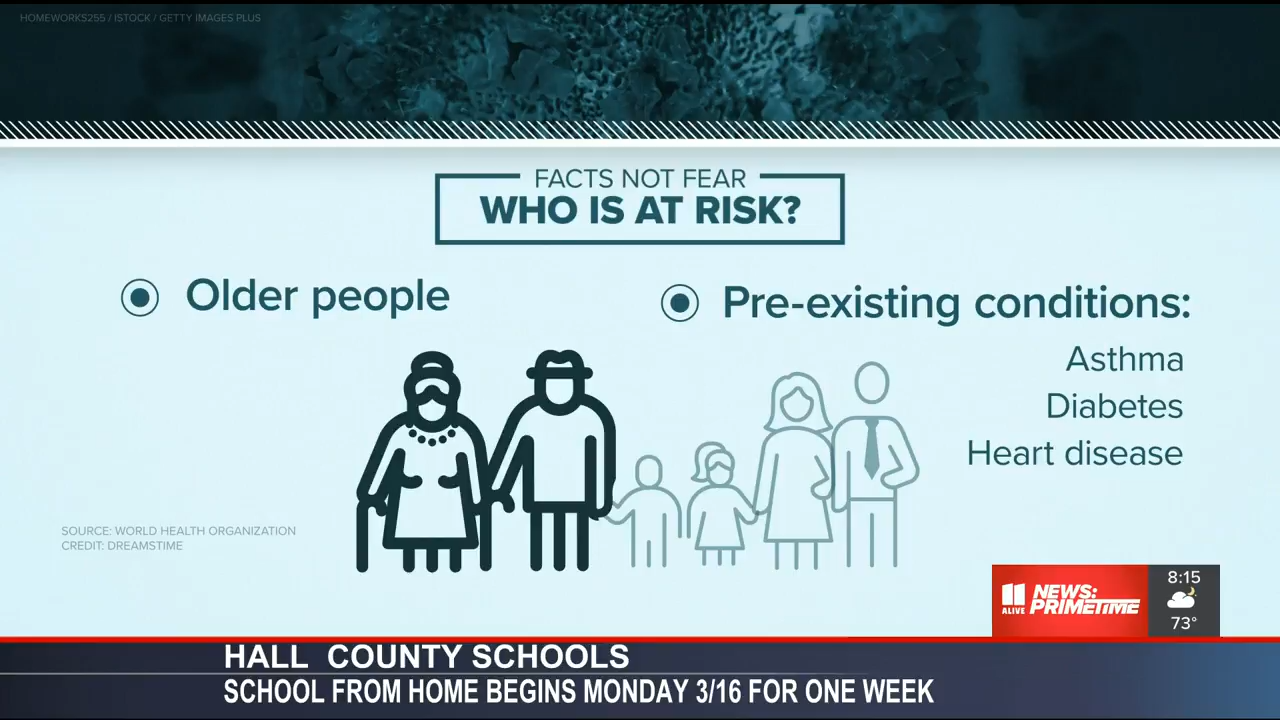 HOMEWORKS255 / ISTOCK / GETTY IMAGES PLUS
FACTS NOT FEAR
WHO IS AT RISK?
Older people
Pre-existing conditions:
Asthma
Diabetes
Heart disease
SOURCE: WORLD HEALTH ORGANIZATION
CREDIT: DREAMSTIME
11 ALIVE
NEWS:
PRIMETIME
8:15
73°
HALL COUNTY SCHOOLS
SCHOOL FROM HOME BEGINS MONDAY 3/16 FOR ONE WEEK